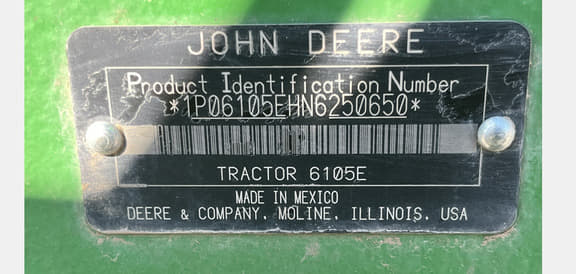 JOHN DEERE
Product Identification Number
*1P06105EHN6250650*
TRACTOR 6105E
MADE IN MEXICO
DEERE & COMPANY, MOLINE, ILLINOIS, USA